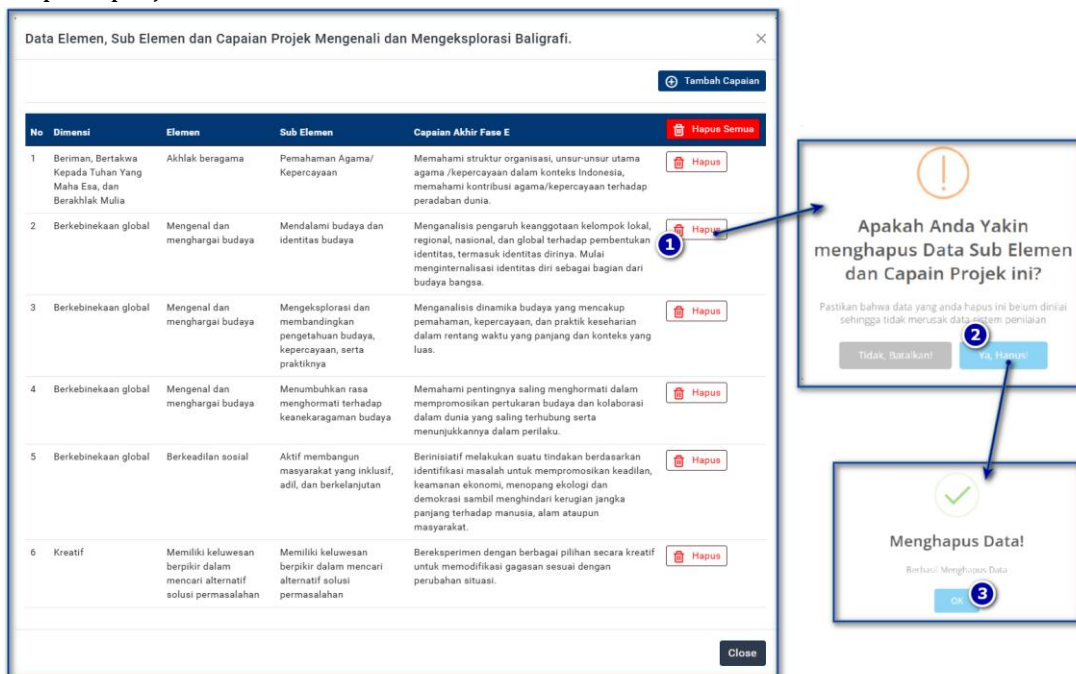 Data Elemen, Sub Elemen dan Capaian Projek Mengenali dan Mengeksplorasi Baligrafi.
Tambah Capaian
No Dimensi Elemen Sub Elemen Capaian Akhir Fase E Hapus Semua
1 Beriman, Bertakwa Kepada Tuhan Yang Maha Esa, dan Berakhlak Mulia
Akhlak beragama
Pemahaman Agama/
Kepercayaan
Memahami struktur organisasi, unsur-unsur utama
agama /kepercayaan dalam konteks Indonesia,
memahami kontribusi agama/kepercayaan terhadap
peradaban dunia.
Hapus
2 Berkebinekaan global
Mengenal dan
menghargai budaya
Mendalami budaya dan
identitas budaya
Menganalisis pengaruh keanggotaan kelompok lokal,
regional, nasional, dan global terhadap pembentukan
identitas, termasuk identitas dirinya. Mulai
menginternalisasi identitas diri sebagai bagian dari
budaya bangsa.
Hapus
1
3 Berkebinekaan global
Mengenal dan
menghargai budaya
Mengeksplorasi dan
membandingkan
pengetahuan budaya,
kepercayaan, serta
praktiknya
Menganalisis dinamika budaya yang mencakup
pemahaman, kepercayaan, dan praktik keseharian
dalam rentang waktu yang panjang dan konteks yang
luas.
Hapus
4 Berkebinekaan global
Mengenal dan
menghargai budaya
Menumbuhkan rasa
menghormati terhadap
keanekaragaman budaya
Memahami pentingnya saling menghormati dalam
mempromosikan pertukaran budaya dan kolaborasi
dalam dunia yang saling terhubung serta
menunjukkannya dalam perilaku.
Hapus
5 Berkebinekaan global
Berkeadilan sosial
Aktif membangun
masyarakat yang inklusif,
adil, dan berkelanjutan
Berinisiatif melakukan suatu tindakan berdasarkan
identifikasi masalah untuk mempromosikan keadilan,
keamanan ekonomi, menopang ekologi dan
demokrasi sambil menghindari kerugian jangka
panjang terhadap manusia, alam ataupun
masyarakat.
Hapus
6 Kreatif
Memiliki keluwesan
berpikir dalam
mencari alternatif
solusi permasalahan
Memiliki keluwesan
berpikir dalam mencari
alternatif solusi
permasalahan
Bereksperimen dengan berbagai pilihan secara kreatif
untuk memodifikasi gagasan sesuai dengan
perubahan situasi.
Hapus
Close
Apakah Anda Yakin
menghapus Data Sub Elemen
dan Capain Projek ini?
Pastikan bahwa data yang anda hapus ini belum dinilai
sehingga tidak merusak data sistem penilaian
2
Tidak, Batalkan!
Ya, Hapus!
Menghapus Data!
Berhasil Menghapus Data
OK
3